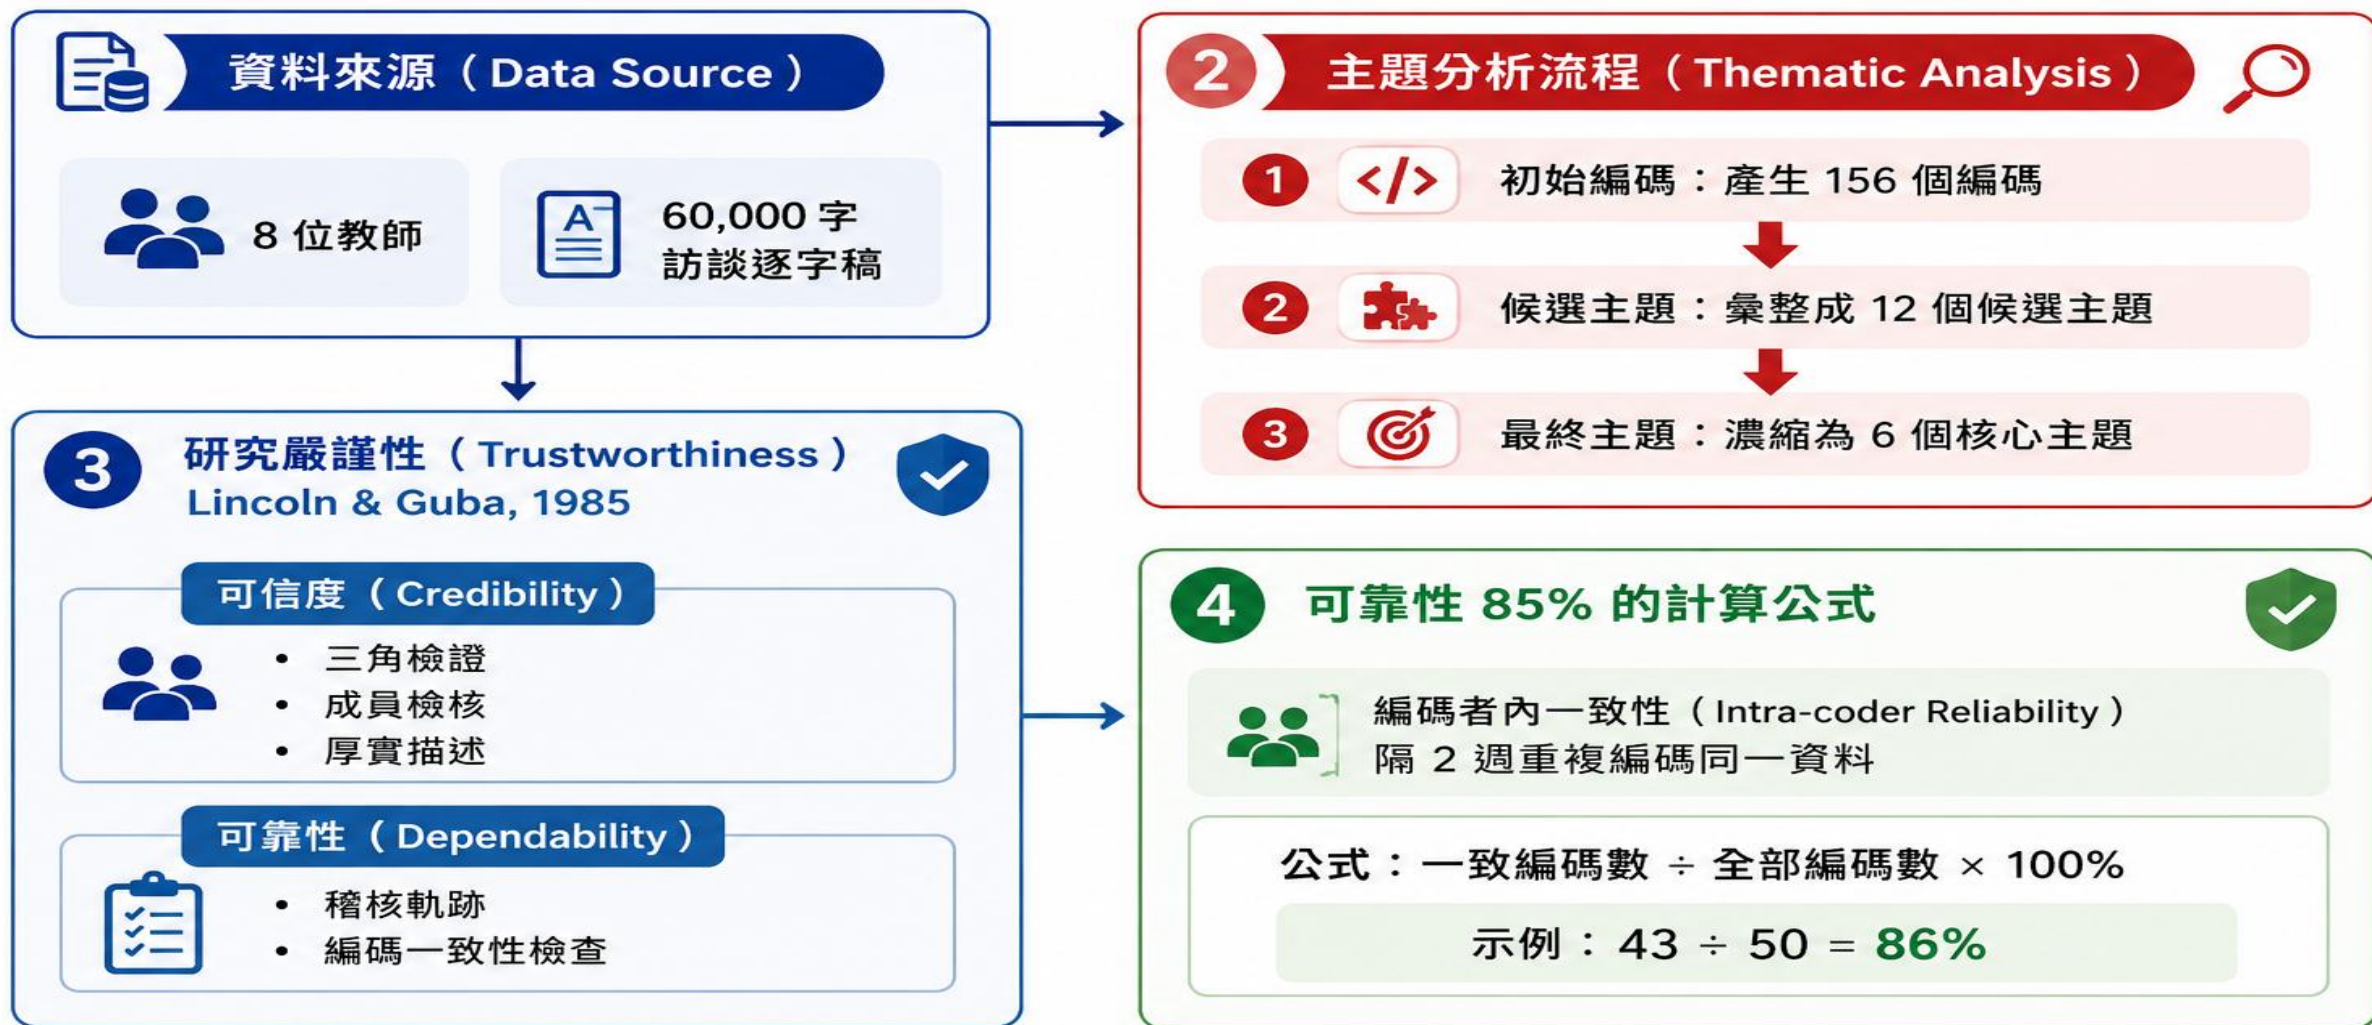 資料來源（Data Source）
8 位教師
60,000 字
訪談逐字稿
2
主題分析流程（Thematic Analysis）
1 </> 初始編碼：產生 156 個編碼
2 候選主題：彙整成 12 個候選主題
3 最終主題：濃縮為 6 個核心主題
3
研究嚴謹性（Trustworthiness）
Lincoln & Guba, 1985
可信度（Credibility）
• 三角檢證
• 成員檢核
• 厚實描述
可靠性（Dependability）
• 稽核軌跡
• 編碼一致性檢查
4 可靠性 85% 的計算公式
編碼者內一致性（Intra-coder Reliability）
隔 2 週重複編碼同一資料
公式：一致編碼數 ÷ 全部編碼數 × 100%
示例：43 ÷ 50 = 86%